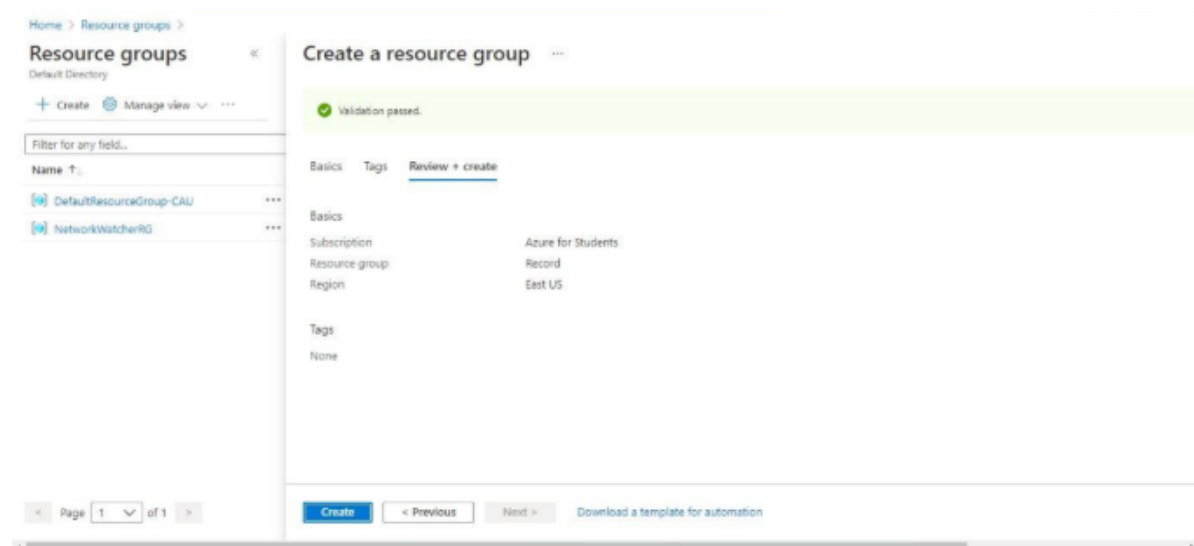 Home > Resource groups >
Resource groups «
Default Directory
+ Create Manage view ···
Filter for any field...
Name ↑↓
DefaultResourceGroup-CAU ···
NetworkWatcherRG ···
< Page 1 of 1 >
Create a resource group ···
Validation passed.
Basics Tags Review + create
Basics
Subscription Azure for Students
Resource group Record
Region East US
Tags
None
Create < Previous Next > Download a template for automation